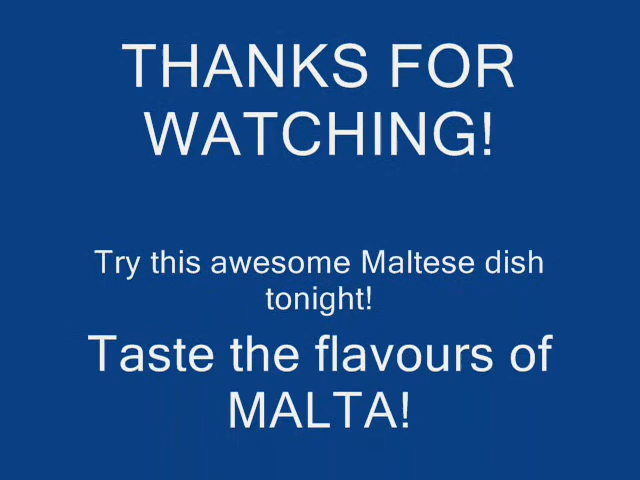 THANKS FOR
WATCHING!
Try this awesome Maltese dish
tonight!
Taste the flavours of
MALTA!